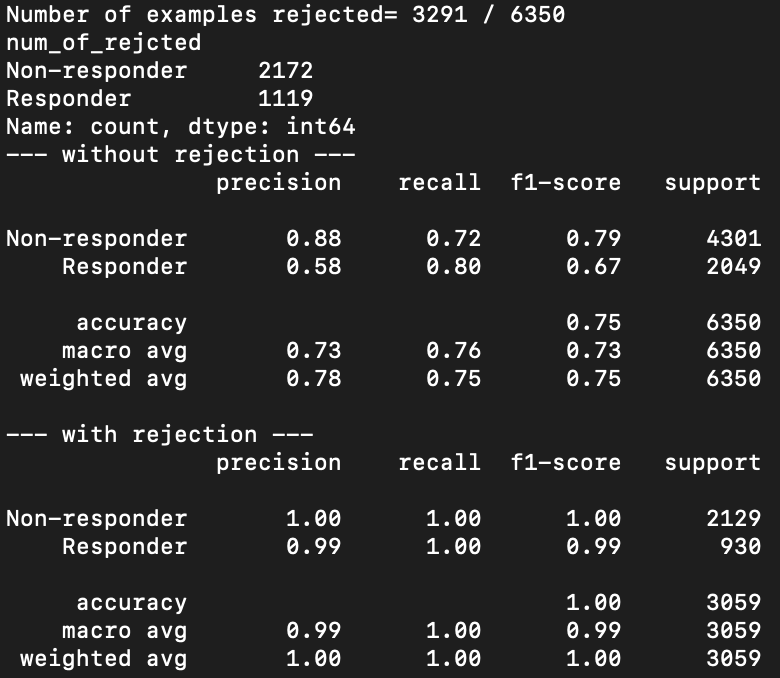 Number of examples rejected= 3291 / 6350
num_of_rejcted
Non-responder     2172
Responder         1119
Name: count, dtype: int64
--- without rejection ---
               precision    recall  f1-score   support

Non-responder       0.88      0.72      0.79      4301
    Responder       0.58      0.80      0.67      2049

     accuracy                           0.75      6350
    macro avg       0.73      0.76      0.73      6350
 weighted avg       0.78      0.75      0.75      6350

--- with rejection ---
               precision    recall  f1-score   support

Non-responder       1.00      1.00      1.00      2129
    Responder       0.99      1.00      0.99       930

     accuracy                           1.00      3059
    macro avg       0.99      1.00      0.99      3059
 weighted avg       1.00      1.00      1.00      3059